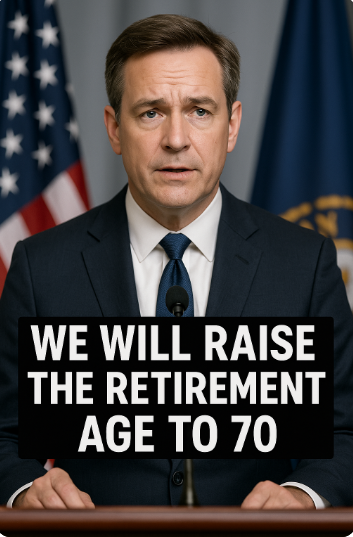 WE WILL RAISE
THE RETIREMENT
AGE TO 70